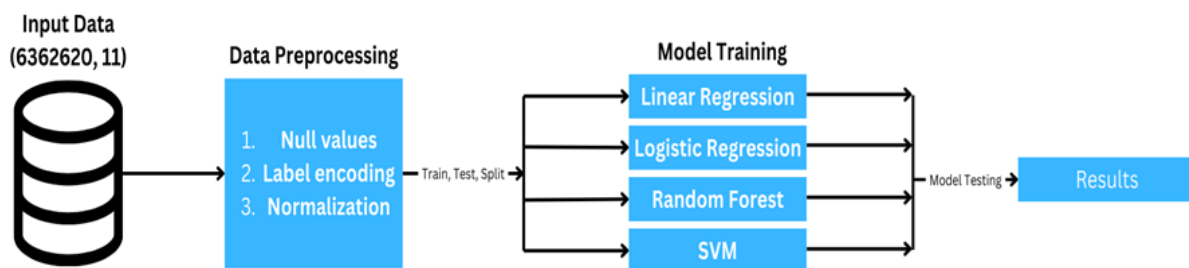 Input Data
(6362620, 11)
Data Preprocessing
1. Null values
2. Label encoding
3. Normalization
Train, Test, Split
Model Training
Linear Regression
Logistic Regression
Random Forest
SVM
Model Testing
Results